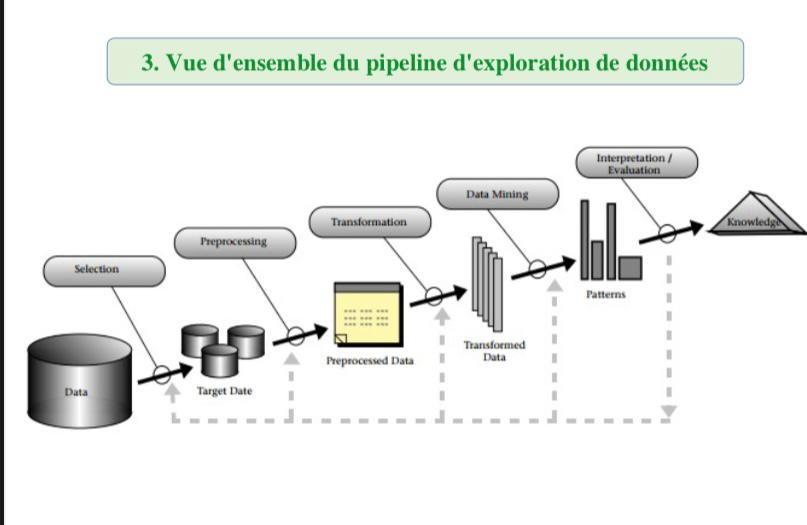 3. Vue d'ensemble du pipeline d'exploration de données
Interpretation /
Evaluation
Data Mining
Transformation
Preprocessing
Selection
Knowledge
Patterns
Transformed
Data
Preprocessed Data
Target Date
Data